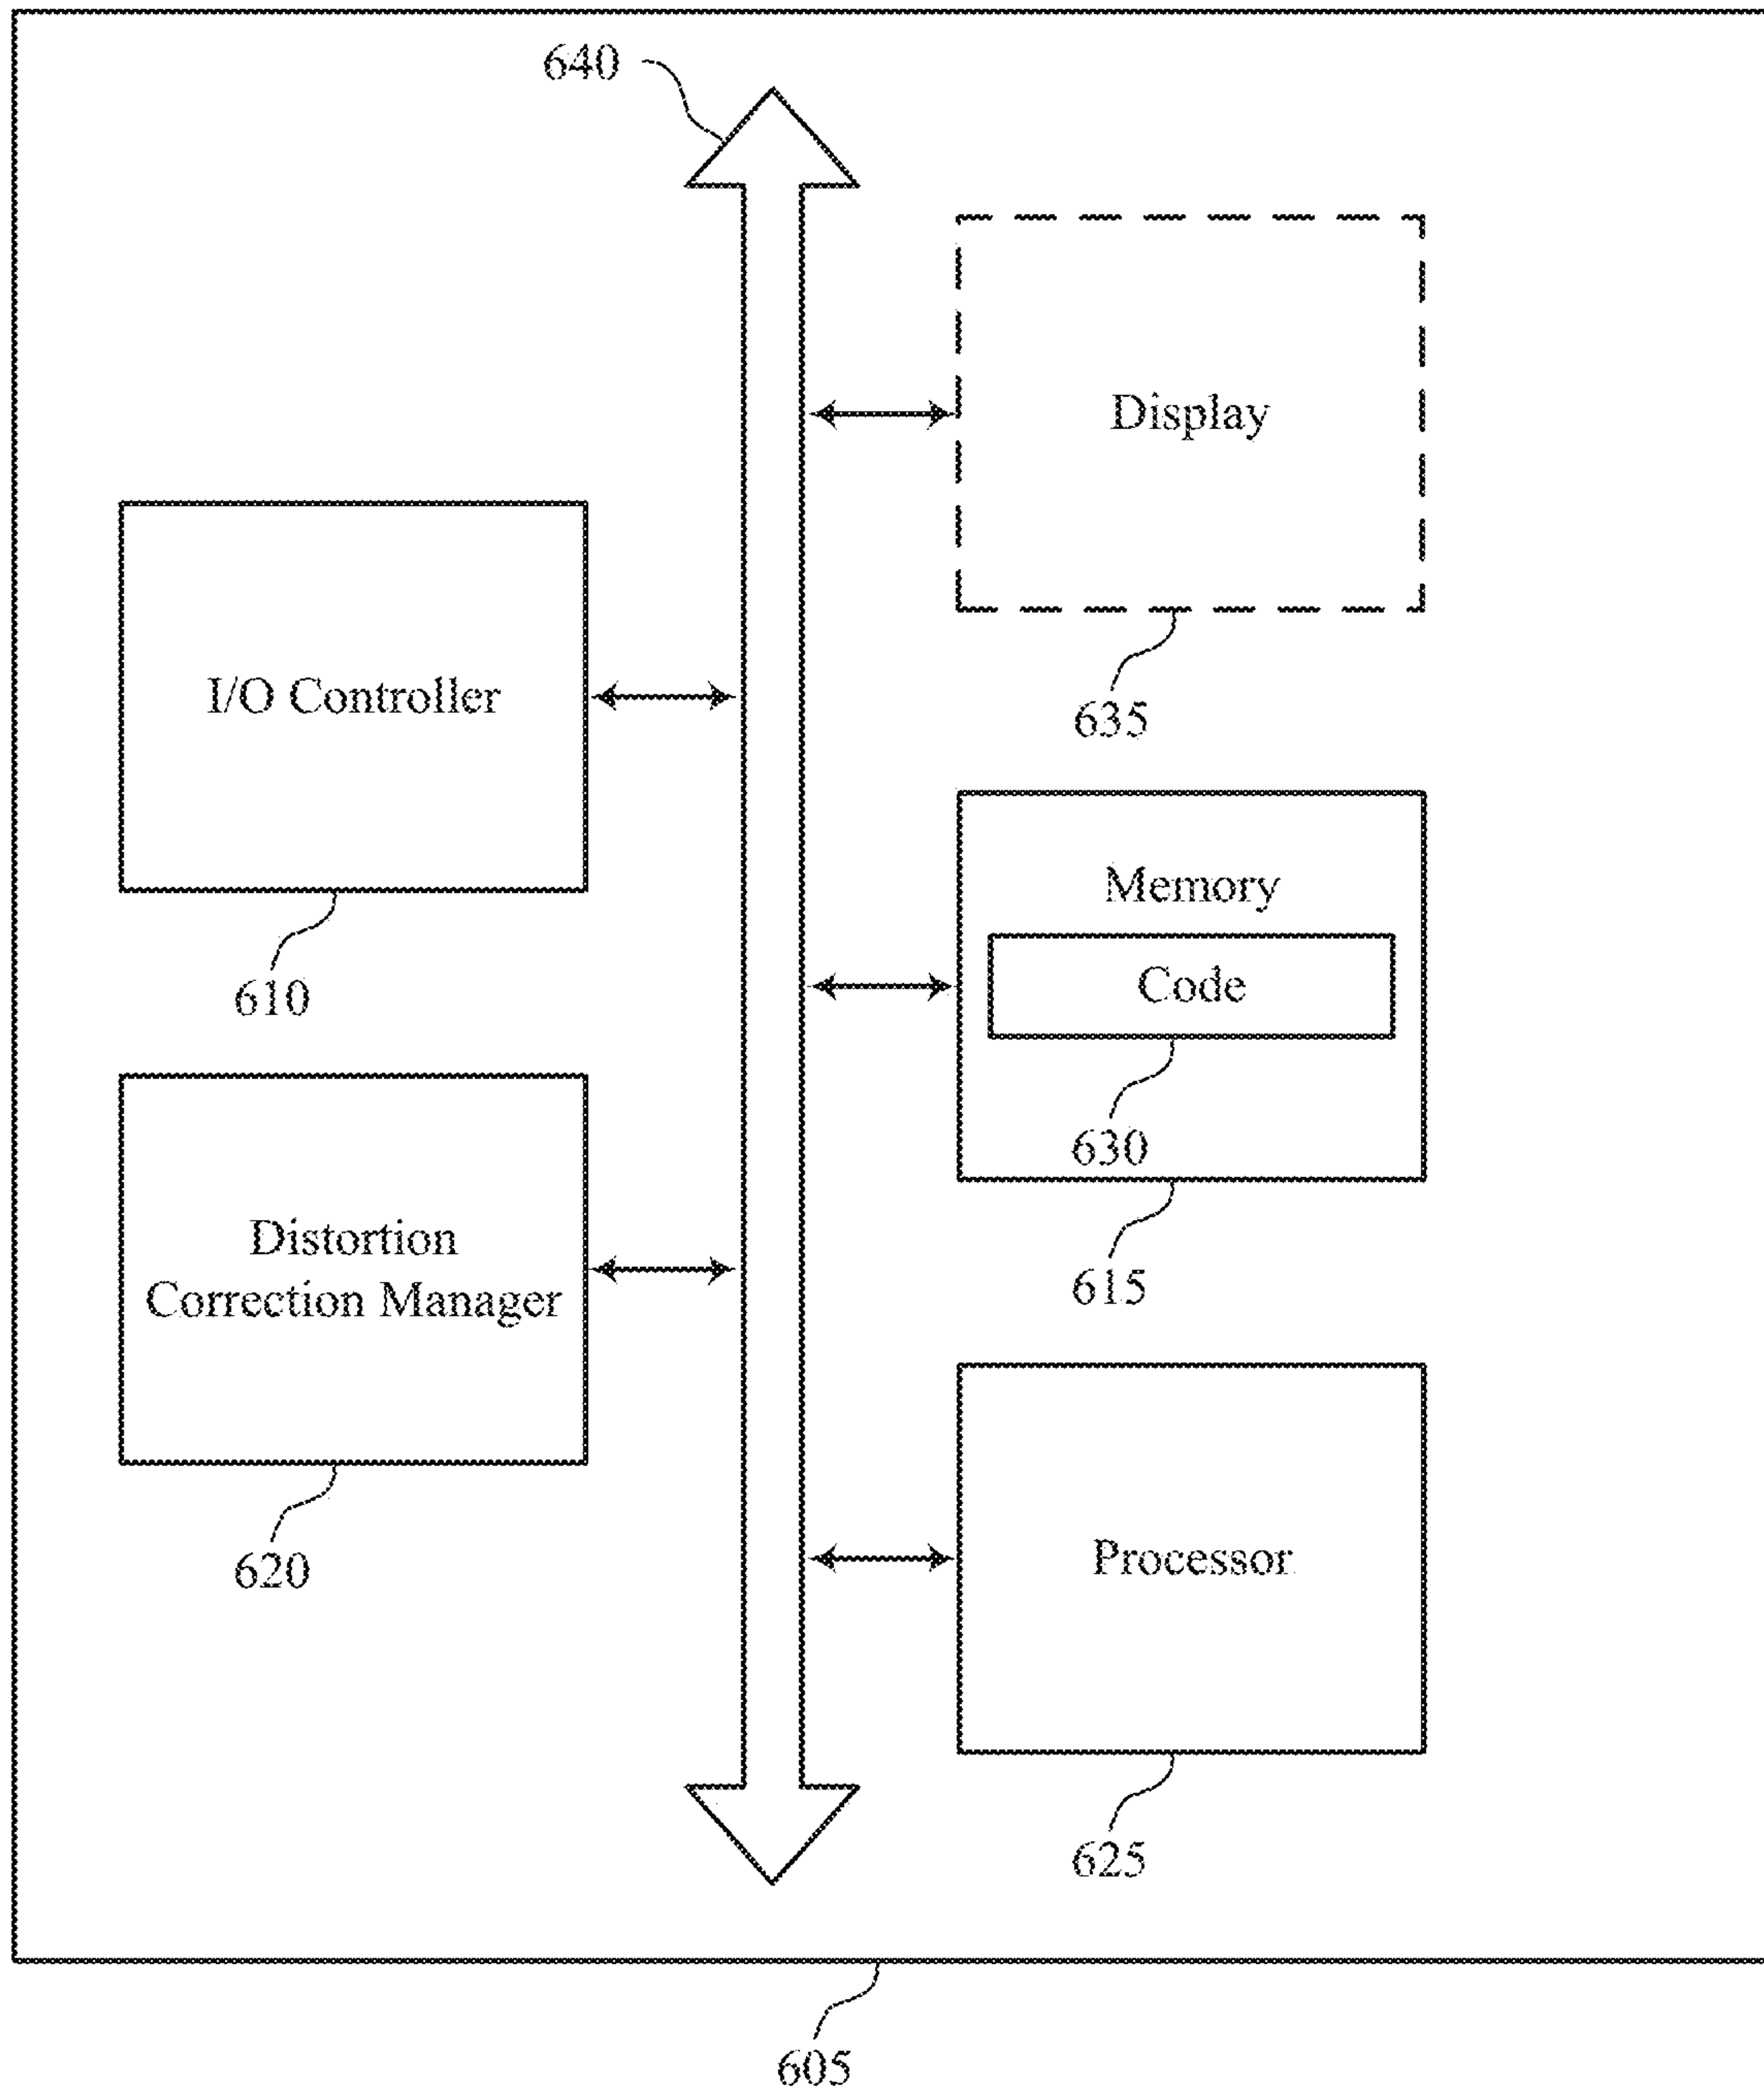 640
Display
635
I/O Controller
610
Memory
Code
630
615
Distortion
Correction Manager
620
Processor
625
605